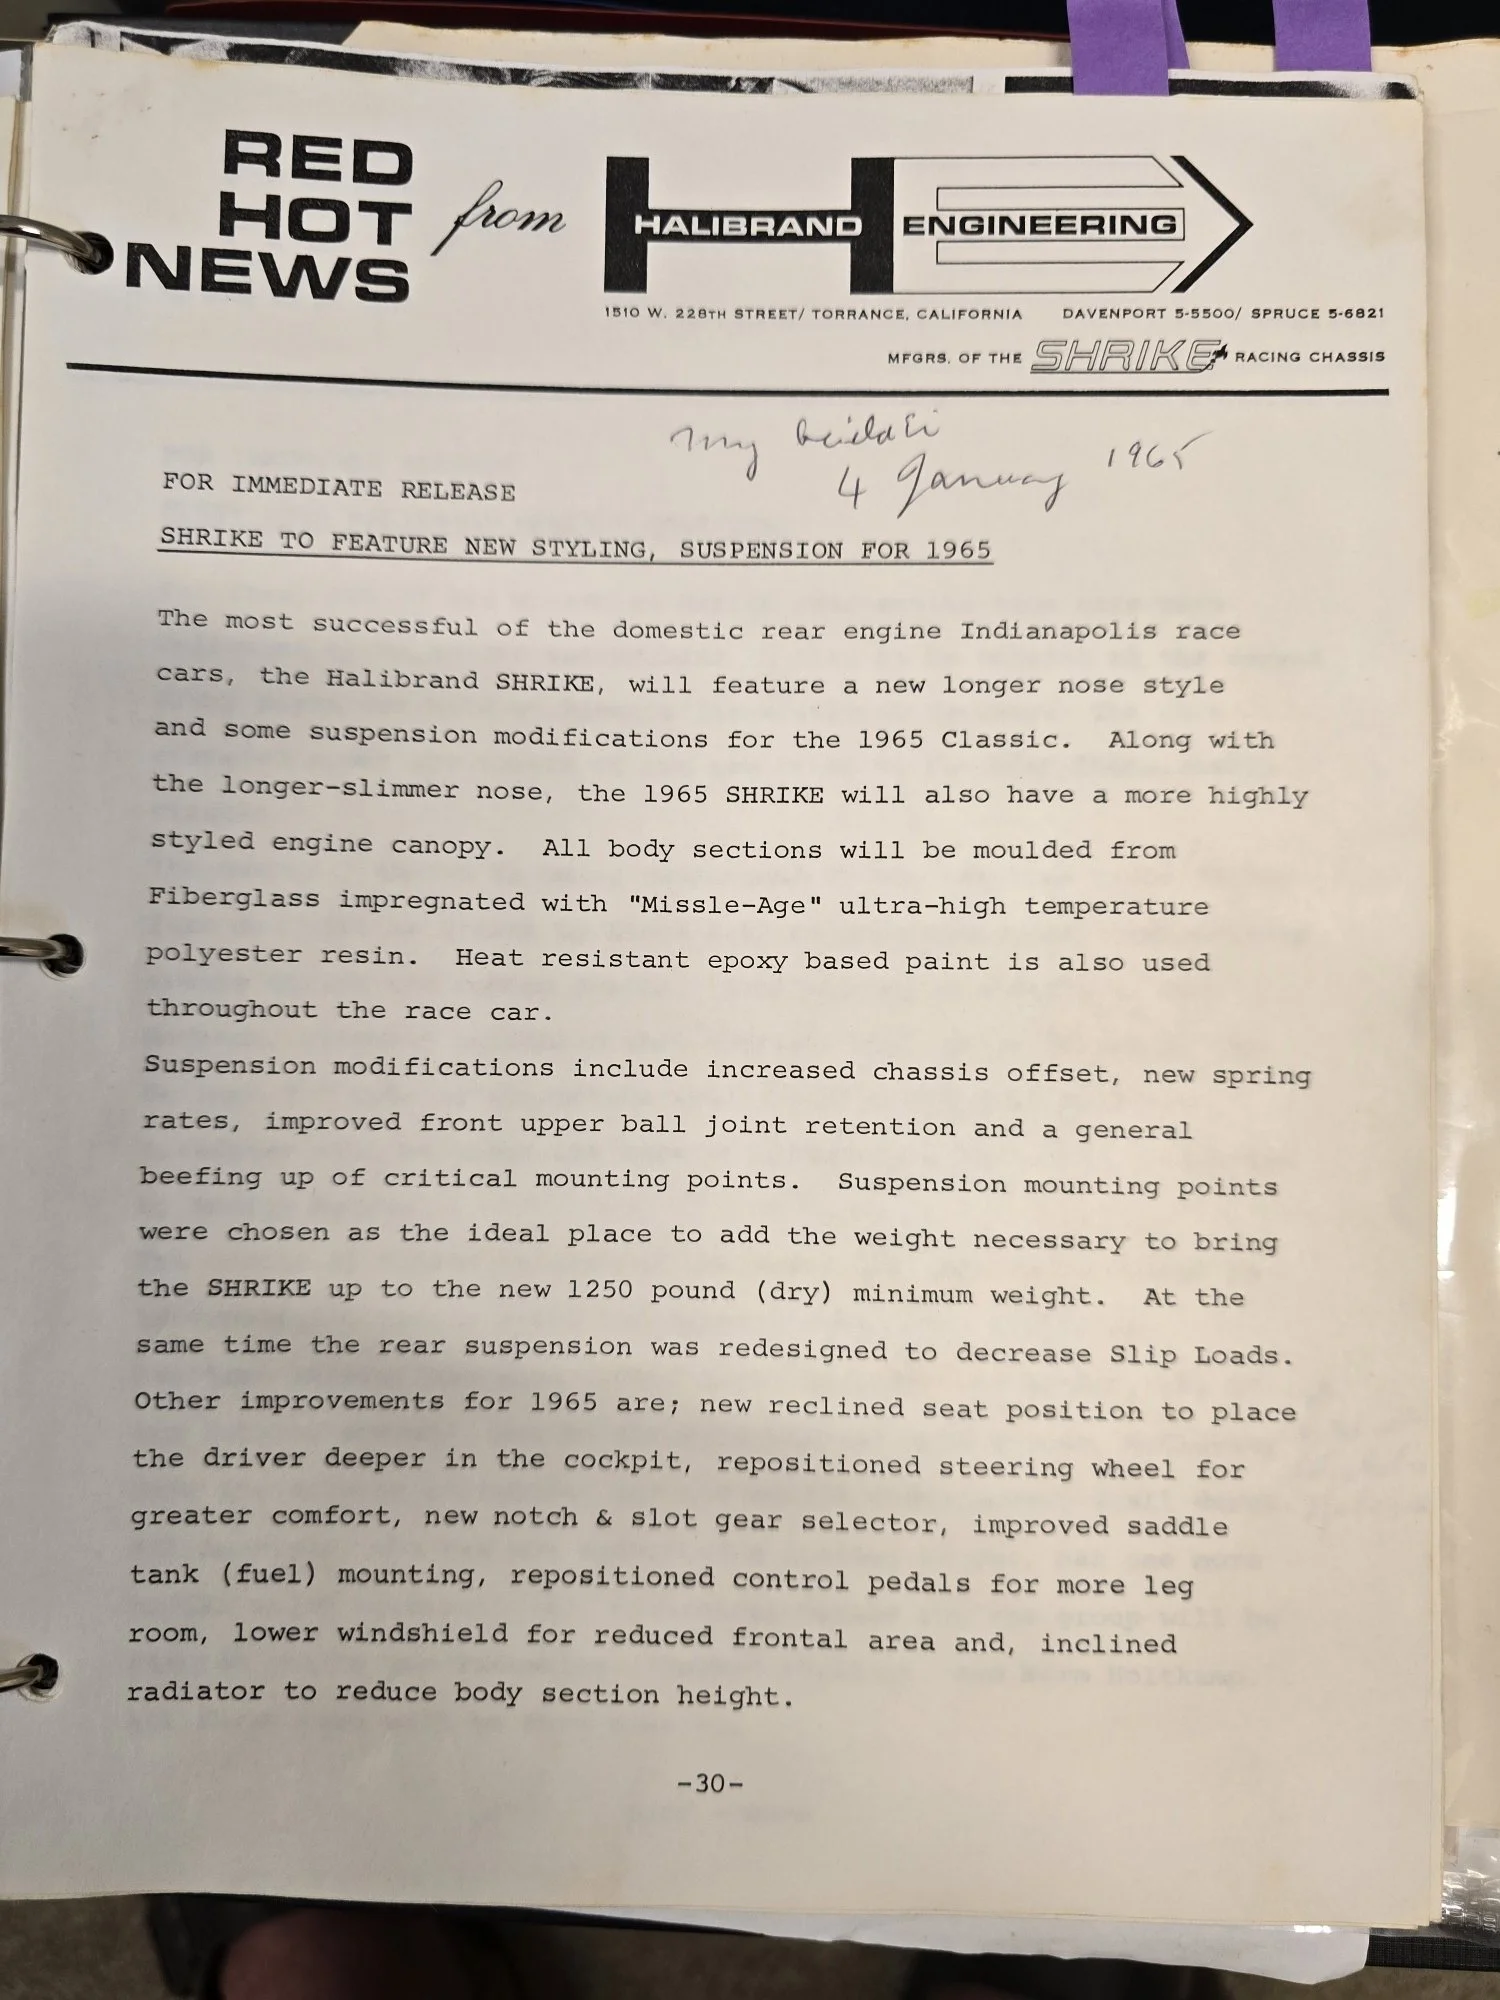 RED
HOT
NEWS
from
HALIBRAND ENGINEERING
1510 W. 228TH STREET/ TORRANCE, CALIFORNIA DAVENPORT 5-5500/ SPRUCE 5-6821
MFGRS. OF THE SHRIKE RACING CHASSIS
My
4 January 1965
FOR IMMEDIATE RELEASE
SHRIKE TO FEATURE NEW STYLING, SUSPENSION FOR 1965
The most successful of the domestic rear engine Indianapolis race
cars, the Halibrand SHRIKE, will feature a new longer nose style
and some suspension modifications for the 1965 Classic. Along with
the longer-slimmer nose, the 1965 SHRIKE will also have a more highly
styled engine canopy. All body sections will be moulded from
Fiberglass impregnated with "Missle-Age" ultra-high temperature
polyester resin. Heat resistant epoxy based paint is also used
throughout the race car.
Suspension modifications include increased chassis offset, new spring
rates, improved front upper ball joint retention and a general
beefing up of critical mounting points. Suspension mounting points
were chosen as the ideal place to add the weight necessary to bring
the SHRIKE up to the new 1250 pound (dry) minimum weight. At the
same time the rear suspension was redesigned to decrease Slip Loads.
Other improvements for 1965 are; new reclined seat position to place
the driver deeper in the cockpit, repositioned steering wheel for
greater comfort, new notch & slot gear selector, improved saddle
tank (fuel) mounting, repositioned control pedals for more leg
room, lower windshield for reduced frontal area and, inclined
radiator to reduce body section height.
-30-